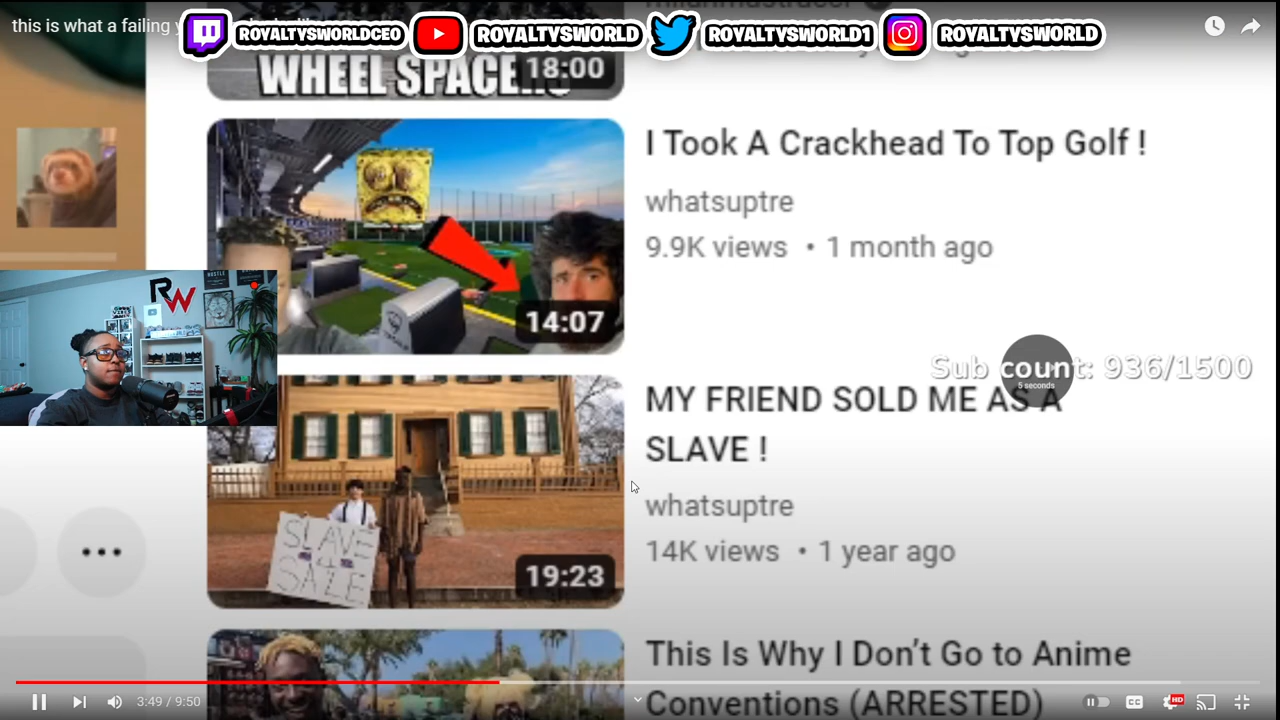 this is what a failing y
ROYALTYSWORLDCEO
ROYALTYSWORLD
ROYALTYSWORLD1
ROYALTYSWORLD
WHEEL SPACE
18:00
I Took A Crackhead To Top Golf !
whatsuptre
9.9K views • 1 month ago
14:07
RW
Sub count: 936/1500
5 seconds
MY FRIEND SOLD ME AS A
SLAVE !
whatsuptre
14K views • 1 year ago
SLAVE
SALE
19:23
This Is Why I Don't Go to Anime
Conventions (ARRESTED)
3:49 / 9:50
CC
HD